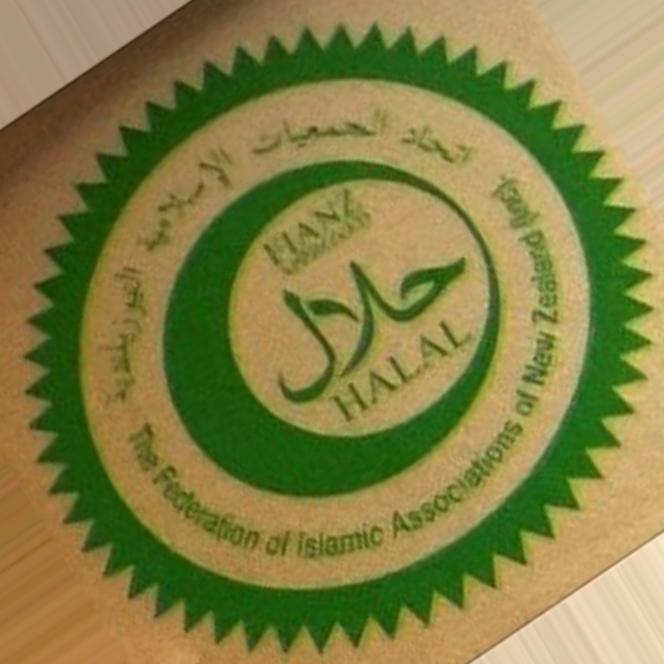 اتحاد الجمعيات الإسلامية النيوزيلندية
FIANZ
حلال
HALAL
The Federation of Islamic Associations of New Zealand (Inc)